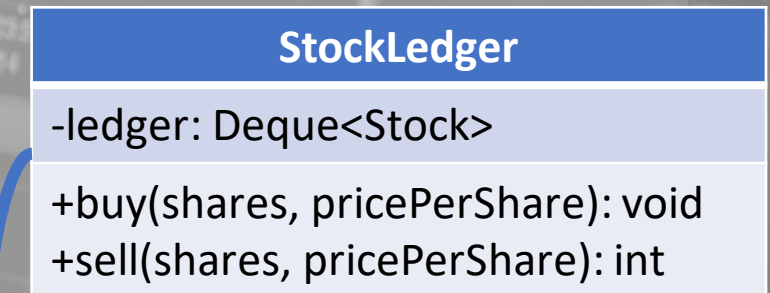 StockLedger
-ledger: Deque<Stock>
+buy(shares, pricePerShare): void
+sell(shares, pricePerShare): int